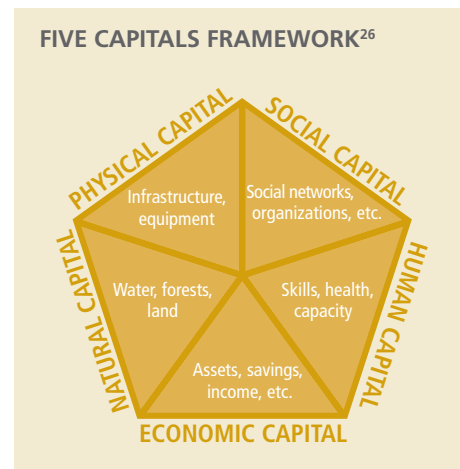 FIVE CAPITALS FRAMEWORK26
PHYSICAL CAPITAL
SOCIAL CAPITAL
Infrastructure,
equipment
Social networks,
organizations, etc.
NATURAL CAPITAL
Water, forests,
land
Skills, health,
capacity
HUMAN CAPITAL
Assets, savings,
income, etc.
ECONOMIC CAPITAL